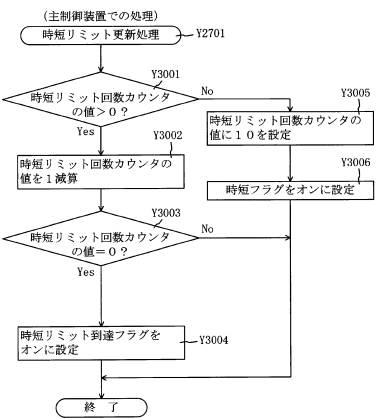 (主制御装置での処理)
時短リミット更新処理
Y2701
Y3001
時短リミット回数カウンタ
の値>0?
No
Yes
Y3005
時短リミット回数カウンタの
値に10を設定
Y3002
時短リミット回数カウンタの
値を1減算
Y3006
時短フラグをオンに設定
Y3003
時短リミット回数カウンタ
の値=0?
No
Yes
時短リミット到達フラグを
オンに設定
Y3004
終 了